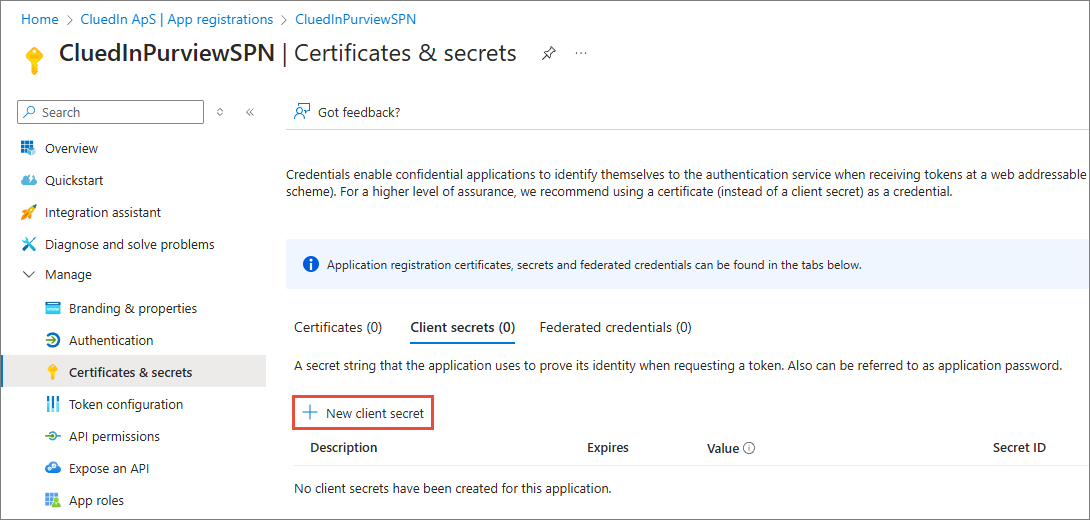 Home > CluedIn ApS | App registrations > CluedInPurviewSPN
CluedInPurviewSPN | Certificates & secrets
Search
Overview
Quickstart
Integration assistant
Diagnose and solve problems
Manage
Branding & properties
Authentication
Certificates & secrets
Token configuration
API permissions
Expose an API
App roles
Got feedback?
Credentials enable confidential applications to identify themselves to the authentication service when receiving tokens at a web addressable
scheme). For a higher level of assurance, we recommend using a certificate (instead of a client secret) as a credential.
Application registration certificates, secrets and federated credentials can be found in the tabs below.
Certificates (0) Client secrets (0) Federated credentials (0)
A secret string that the application uses to prove its identity when requesting a token. Also can be referred to as application password.
New client secret
Description Expires Value Secret ID
No client secrets have been created for this application.